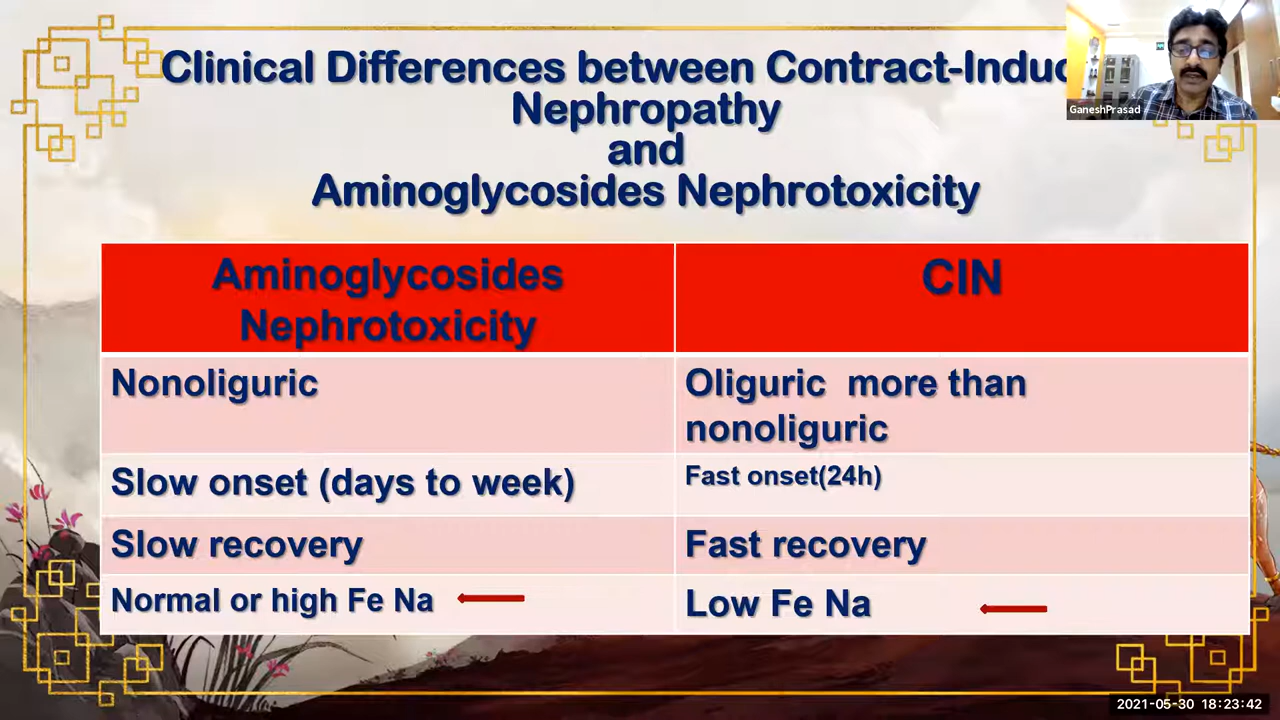 Clinical Differences between Contract-Induc
Nephropathy
and
Aminoglycosides Nephrotoxicity
GaneshPrasad
Aminoglycosides
Nephrotoxicity
CIN
Nonoliguric
Oliguric more than
nonoliguric
Slow onset (days to week)
Fast onset(24h)
Slow recovery
Fast recovery
Normal or high Fe Na
Low Fe Na
2021-05-30 18:23:42